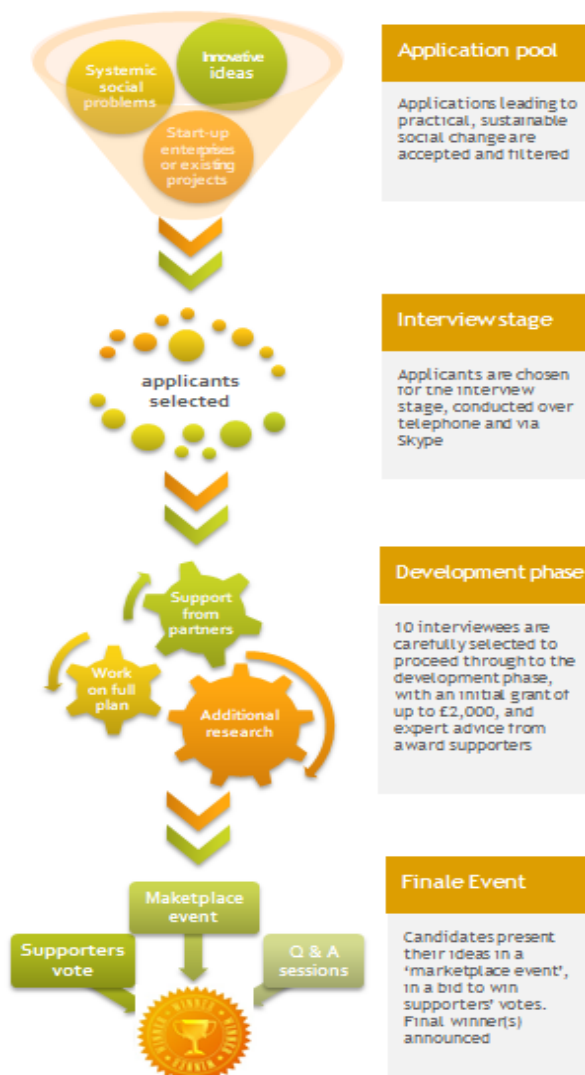 Systemic
social
problems
Innovative
ideas
Start-up
enterprises
or existing
projects
Application pool
Applications leading to
practical, sustainable
social change are
accepted and filtered
applicants
selected
Interview stage
Applicants are chosen
for the interview
stage, conducted over
telephone and via
Skype
Support
from
partners
Work
on full
plan
Additional
research
Development phase
10 interviewees are
carefully selected to
proceed through to the
development phase,
with an initial grant of
up to £2,000, and
expert advice from
award supporters
Maketplace
event
Supporters
vote
Q & A
sessions
WINNER
WINNER
WINNER
WINNER
Finale Event
Candidates present
their ideas in a
‘marketplace event’,
in a bid to win
supporters’ votes.
Final winner(s)
announced